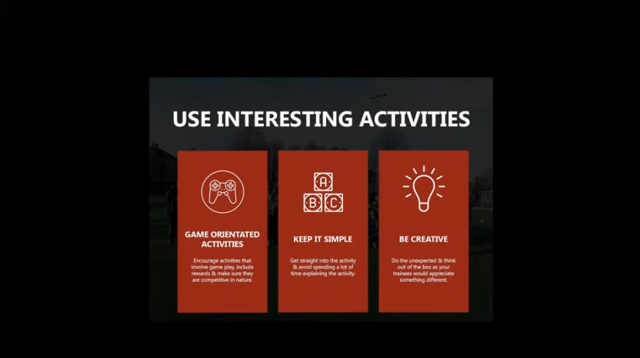 USE INTERESTING ACTIVITIES
GAME ORIENTATED
ACTIVITIES
Encourage activities that
involve game play, include
rewards & make sure they
are competitive in nature.
A
B C
KEEP IT SIMPLE
Get straight into the activity
& avoid spending a lot of
time explaining the activity.
BE CREATIVE
Do the unexpected & think
out of the box as your
trainees would appreciate
something different.